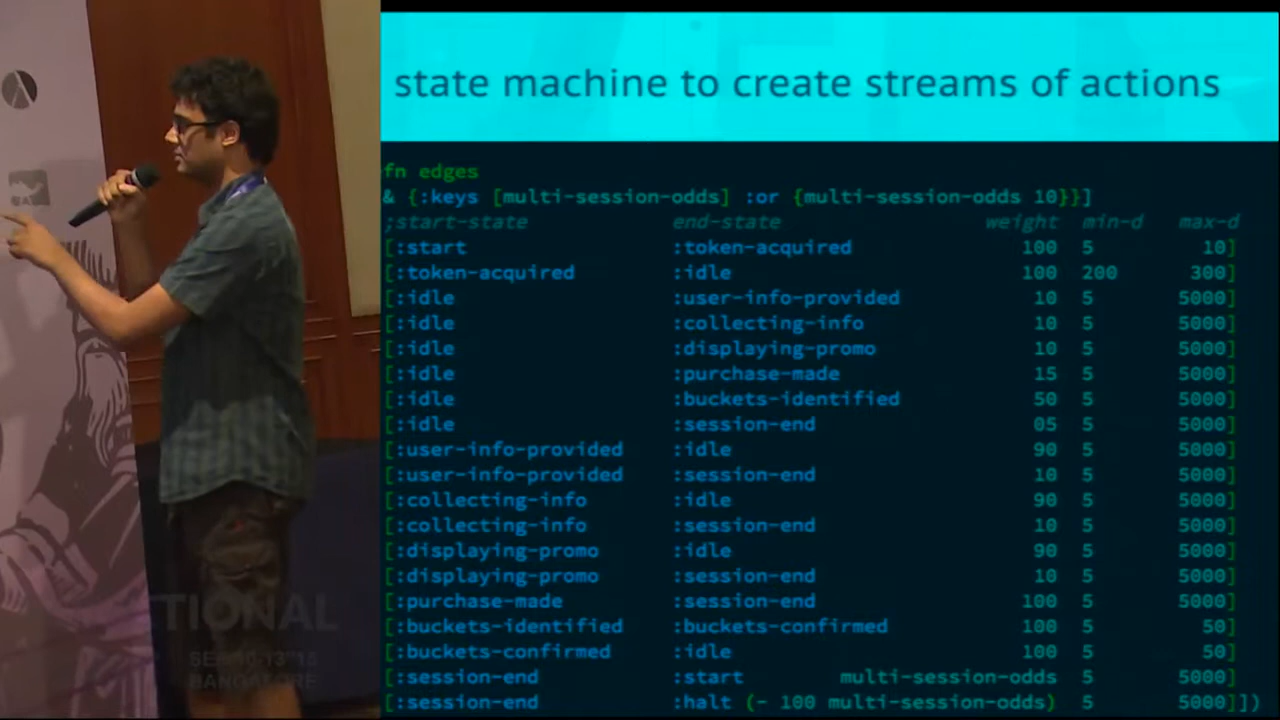 state machine to create streams of actions
fn edges
& {:keys [multi-session-odds] :or {multi-session-odds 10}}]
;start-state end-state weight min-d max-d
[:start :token-acquired 100 5 10]
[:token-acquired :idle 100 200 300]
[:idle :user-info-provided 10 5 5000]
[:idle :collecting-info 10 5 5000]
[:idle :displaying-promo 10 5 5000]
[:idle :purchase-made 15 5 5000]
[:idle :buckets-identified 50 5 5000]
[:idle :session-end 05 5 5000]
[:user-info-provided :idle 90 5 5000]
[:user-info-provided :session-end 10 5 5000]
[:collecting-info :idle 90 5 5000]
[:collecting-info :session-end 10 5 5000]
[:displaying-promo :idle 90 5 5000]
[:displaying-promo :session-end 10 5 5000]
[:purchase-made :session-end 100 5 5000]
[:buckets-identified :buckets-confirmed 100 5 50]
[:buckets-confirmed :idle 100 5 50]
[:session-end :start multi-session-odds 5 5000]
[:session-end :halt (- 100 multi-session-odds) 5 5000]])
TIONAL
BANGALORE